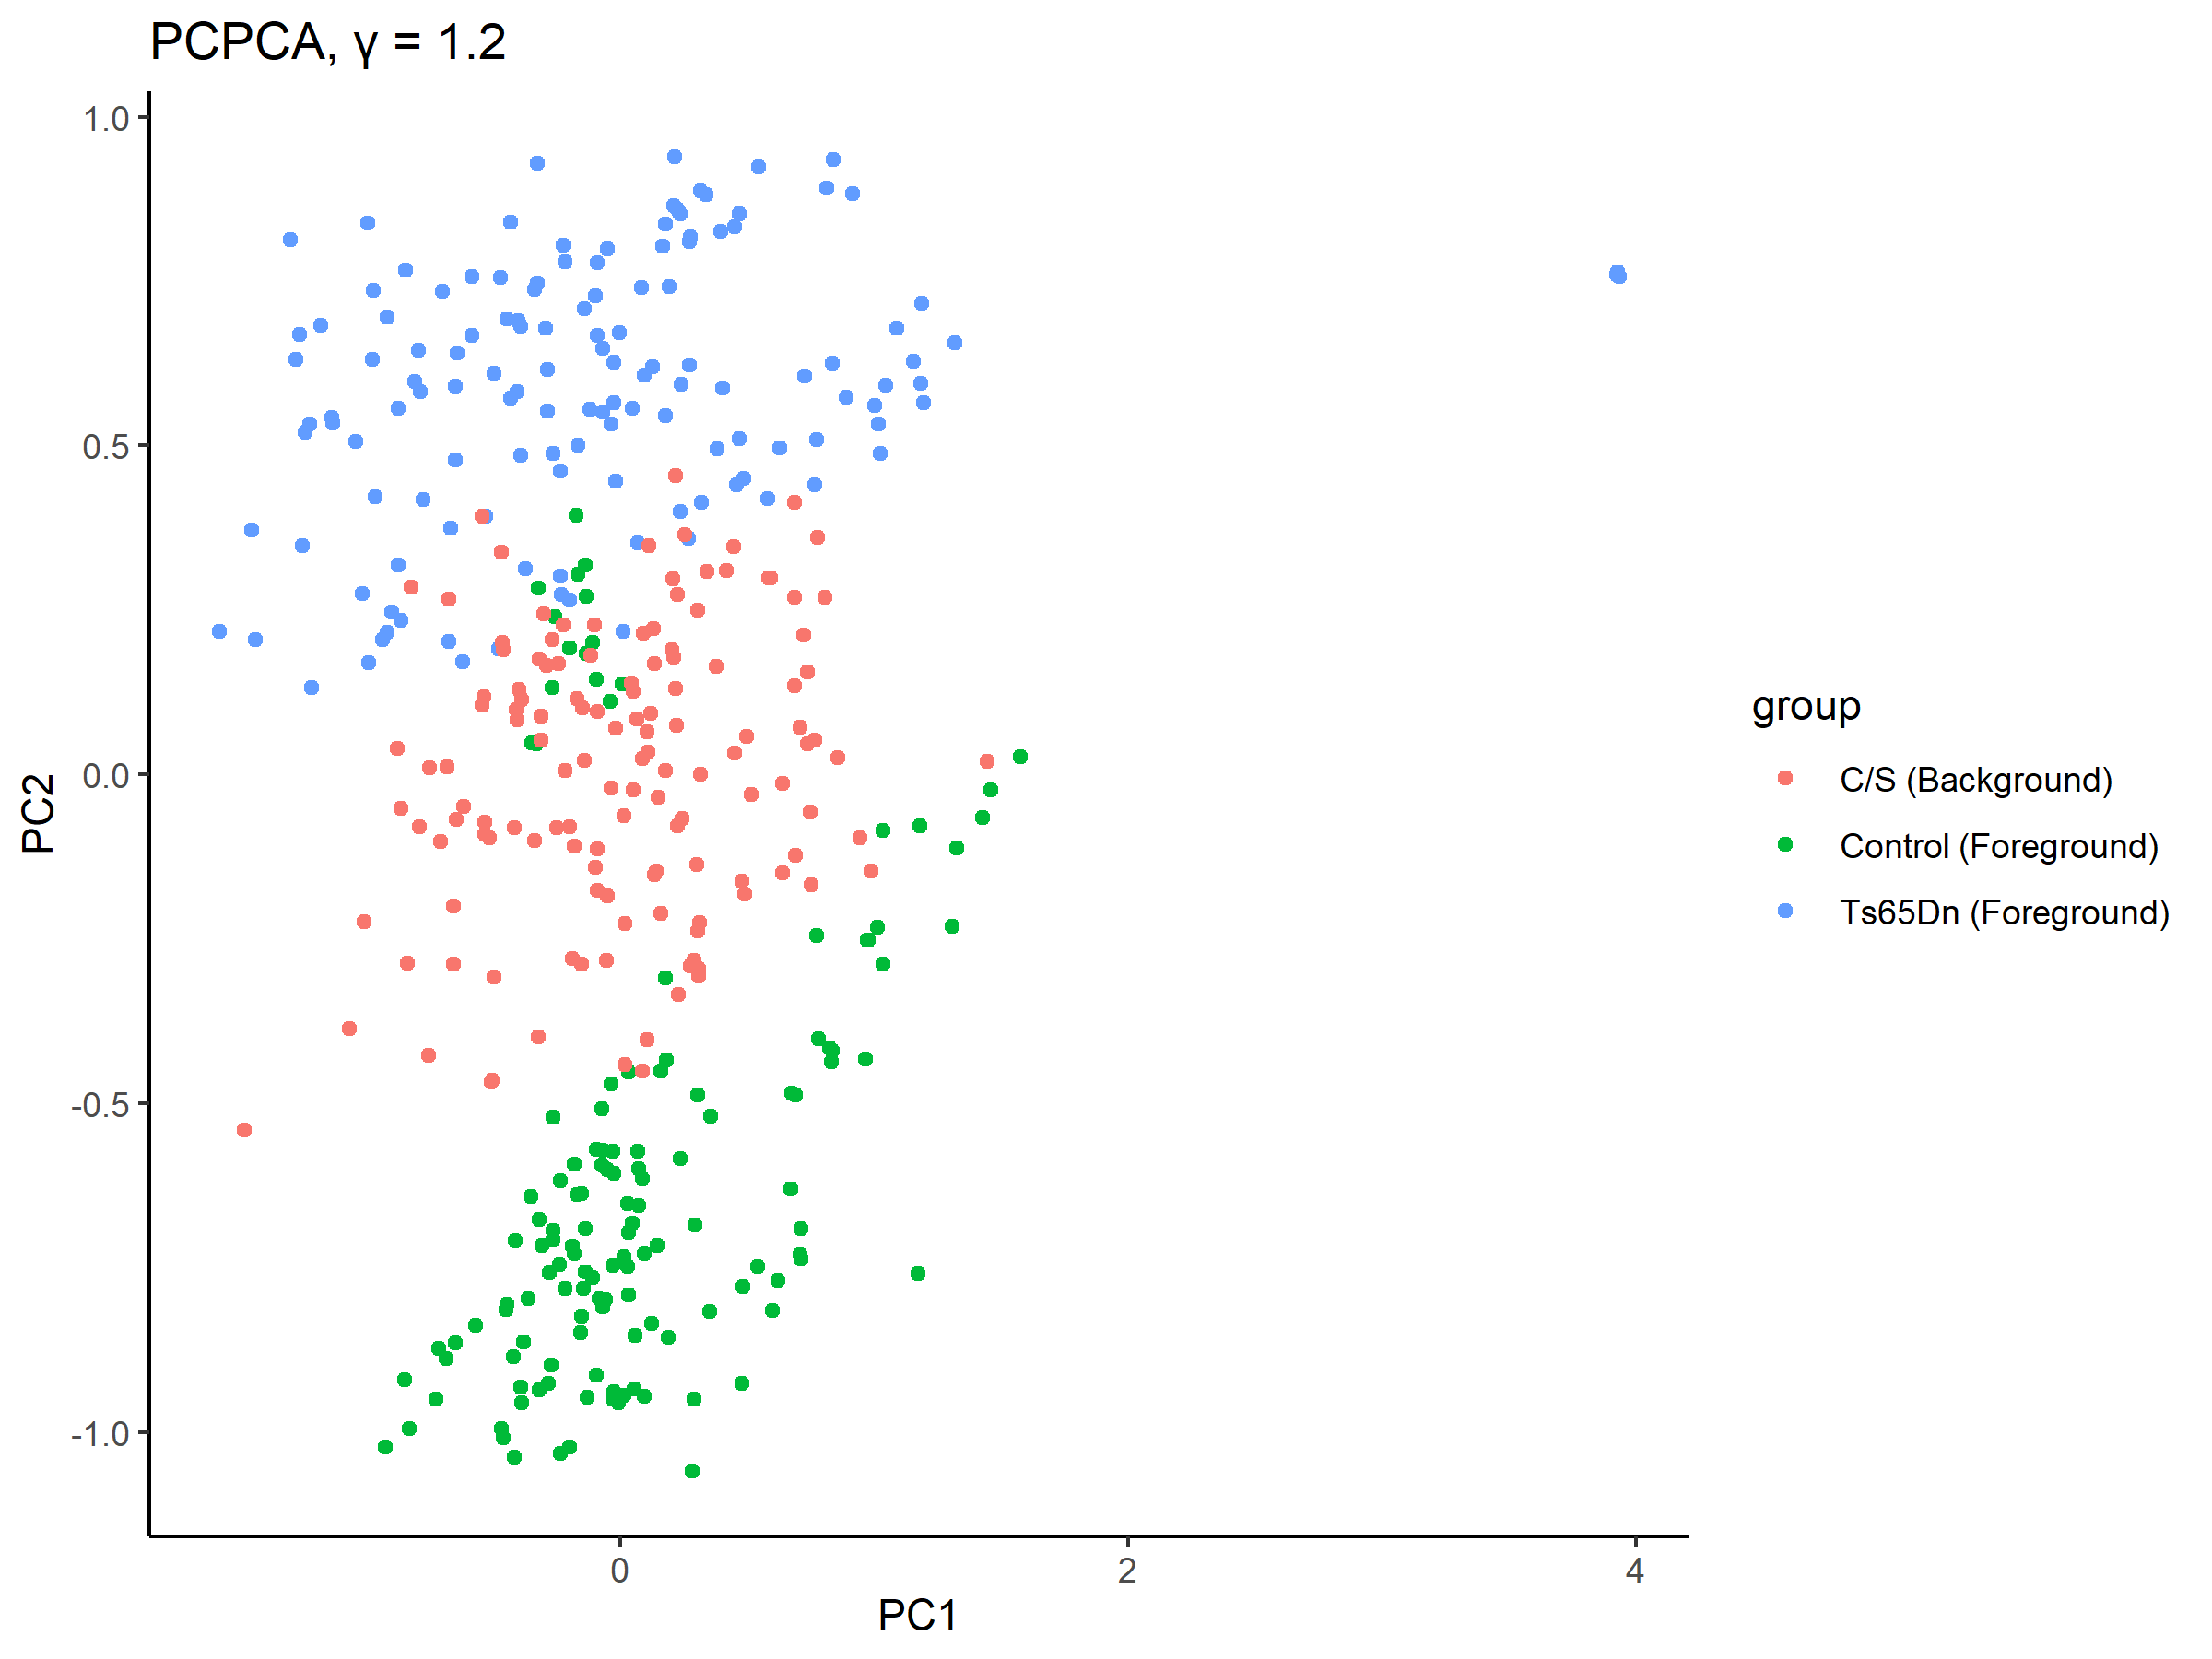 PCPCA, γ = 1.2
1.0
0.5
0.0
-0.5
-1.0
PC2
0
2
4
PC1
group
C/S (Background)
Control (Foreground)
Ts65Dn (Foreground)